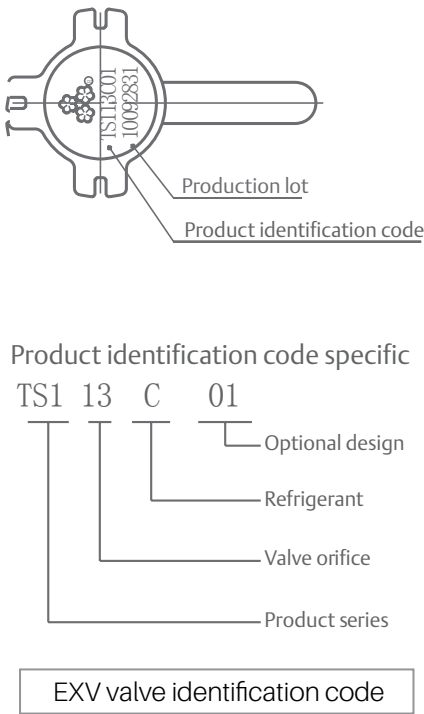 TS113C01
10092831
Production lot
Product identification code
Product identification code specific
TS1 13 C 01
Optional design
Refrigerant
Valve orifice
Product series
EXV valve identification code